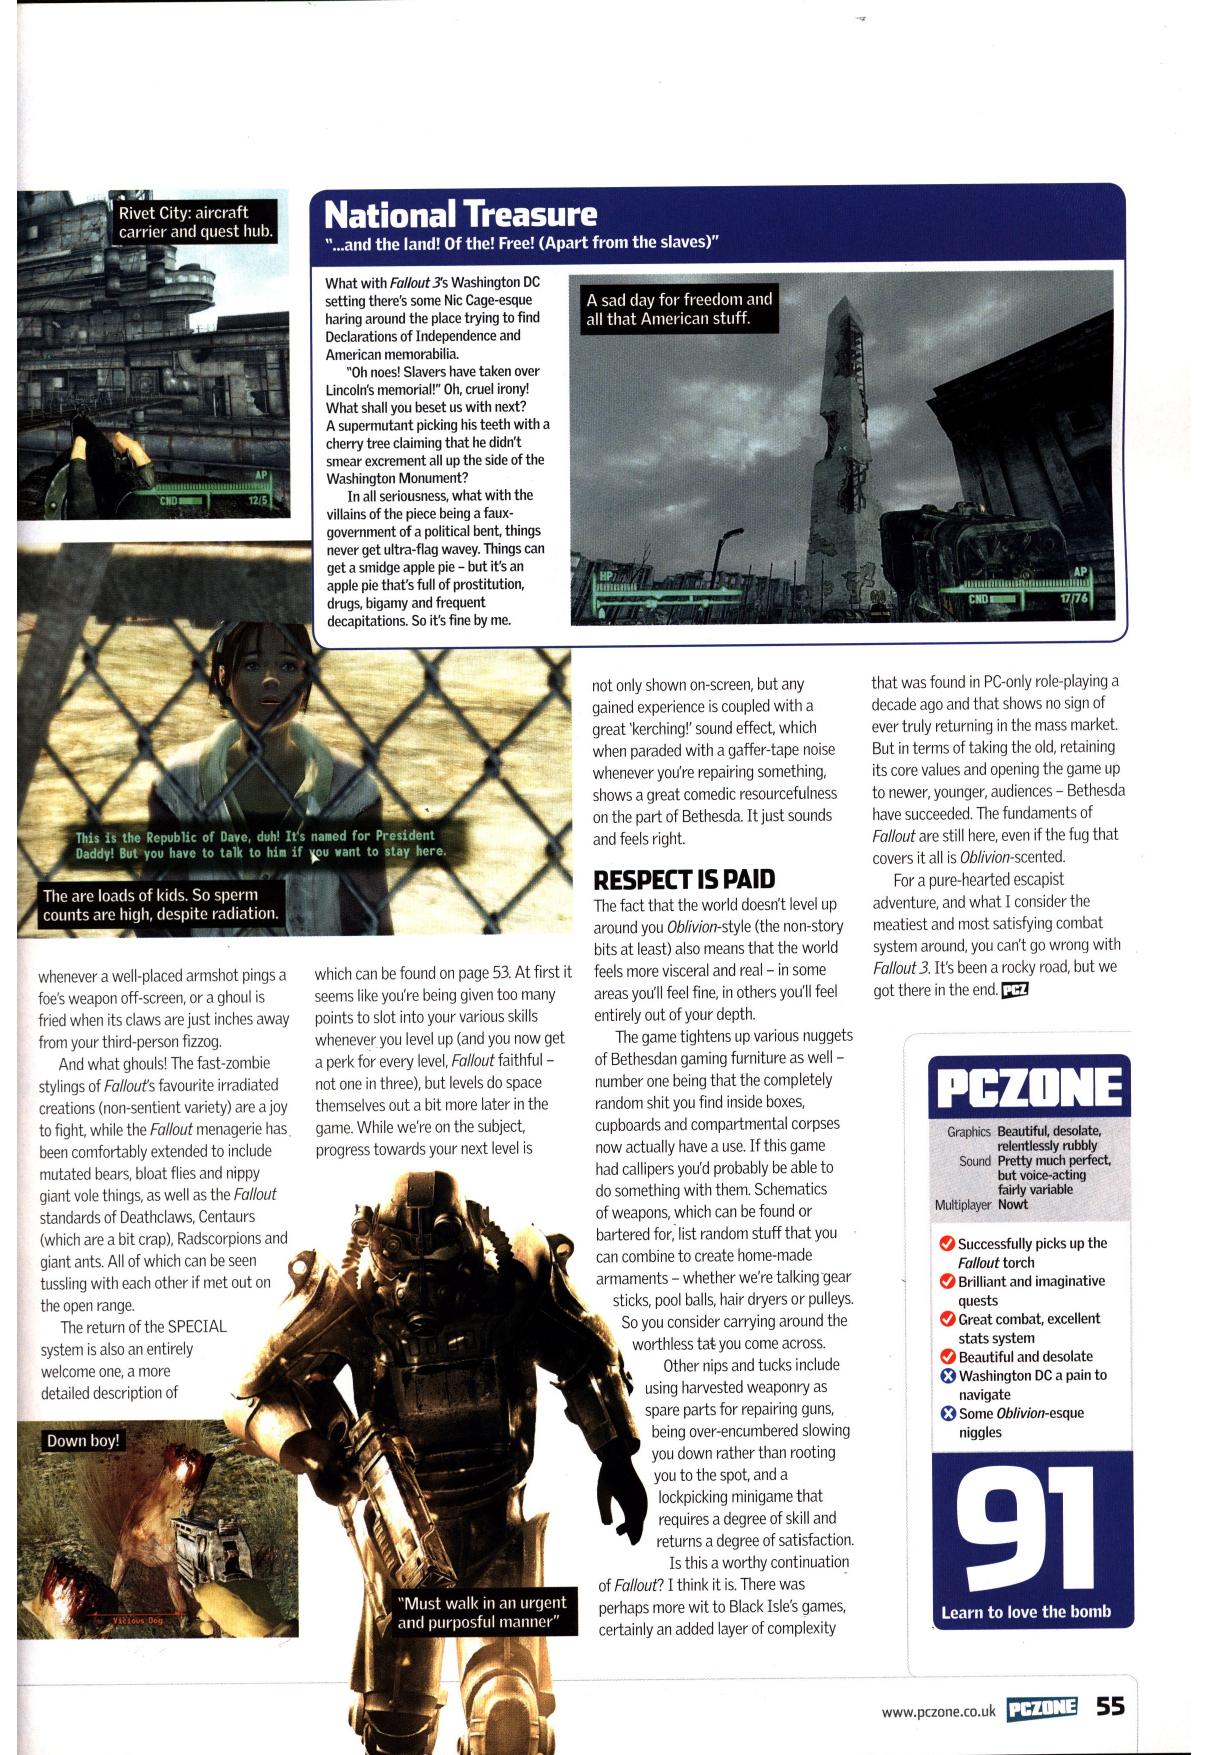 Rivet City: aircraft
carrier and quest hub.
AP
CND
12/5
National Treasure
“...and the land! Of the! Free! (Apart from the slaves)”
What with Fallout 3’s Washington DC
setting there’s some Nic Cage-esque
haring around the place trying to find
Declarations of Independence and
American memorabilia.
“Oh noes! Slavers have taken over
Lincoln’s memorial!” Oh, cruel irony!
What shall you beset us with next?
A supermutant picking his teeth with a
cherry tree claiming that he didn’t
smear excrement all up the side of the
Washington Monument?
In all seriousness, what with the
villains of the piece being a faux-
government of a political bent, things
never get ultra-flag wavey. Things can
get a smidge apple pie – but it’s an
apple pie that’s full of prostitution,
drugs, bigamy and frequent
decapitations. So it’s fine by me.
A sad day for freedom and
all that American stuff.
HP
AP
CND
17/76
This is the Republic of Dave, duh! It's named for President
Daddy! But you have to talk to him if you want to stay here.
The are loads of kids. So sperm
counts are high, despite radiation.
whenever a well-placed armshot pings a
foe’s weapon off-screen, or a ghoul is
fried when its claws are just inches away
from your third-person fizzog.
And what ghouls! The fast-zombie
stylings of Fallout’s favourite irradiated
creations (non-sentient variety) are a joy
to fight, while the Fallout menagerie has
been comfortably extended to include
mutated bears, bloat flies and nippy
giant vole things, as well as the Fallout
standards of Deathclaws, Centaurs
(which are a bit crap), Radscorpions and
giant ants. All of which can be seen
tussling with each other if met out on
the open range.
The return of the SPECIAL
system is also an entirely
welcome one, a more
detailed description of
Down boy!
Vicious Dog
which can be found on page 53. At first it
seems like you’re being given too many
points to slot into your various skills
whenever you level up (and you now get
a perk for every level, Fallout faithful –
not one in three), but levels do space
themselves out a bit more later in the
game. While we’re on the subject,
progress towards your next level is
“Must walk in an urgent
and purposful manner”
not only shown on-screen, but any
gained experience is coupled with a
great ‘kerching!’ sound effect, which
when paraded with a gaffer-tape noise
whenever you’re repairing something,
shows a great comedic resourcefulness
on the part of Bethesda. It just sounds
and feels right.
RESPECT IS PAID
The fact that the world doesn’t level up
around you Oblivion-style (the non-story
bits at least) also means that the world
feels more visceral and real – in some
areas you’ll feel fine, in others you’ll feel
entirely out of your depth.
The game tightens up various nuggets
of Bethesdan gaming furniture as well –
number one being that the completely
random shit you find inside boxes,
cupboards and compartmental corpses
now actually have a use. If this game
had callipers you’d probably be able to
do something with them. Schematics
of weapons, which can be found or
bartered for, list random stuff that you
can combine to create home-made
armaments – whether we’re talking gear
sticks, pool balls, hair dryers or pulleys.
So you consider carrying around the
worthless tat you come across.
Other nips and tucks include
using harvested weaponry as
spare parts for repairing guns,
being over-encumbered slowing
you down rather than rooting
you to the spot, and a
lockpicking minigame that
requires a degree of skill and
returns a degree of satisfaction.
Is this a worthy continuation
of Fallout? I think it is. There was
perhaps more wit to Black Isle’s games,
certainly an added layer of complexity
that was found in PC-only role-playing a
decade ago and that shows no sign of
ever truly returning in the mass market.
But in terms of taking the old, retaining
its core values and opening the game up
to newer, younger, audiences – Bethesda
have succeeded. The fundaments of
Fallout are still here, even if the fug that
covers it all is Oblivion-scented.
For a pure-hearted escapist
adventure, and what I consider the
meatiest and most satisfying combat
system around, you can’t go wrong with
Fallout 3. It’s been a rocky road, but we
got there in the end. PCZ
PCZONE
Graphics Beautiful, desolate,
relentlessly rubbly
Sound Pretty much perfect,
but voice-acting
fairly variable
Multiplayer Nowt
Successfully picks up the
Fallout torch
Brilliant and imaginative
quests
Great combat, excellent
stats system
Beautiful and desolate
Washington DC a pain to
navigate
Some Oblivion-esque
niggles
91
Learn to love the bomb
www.pczone.co.uk PCZONE 55